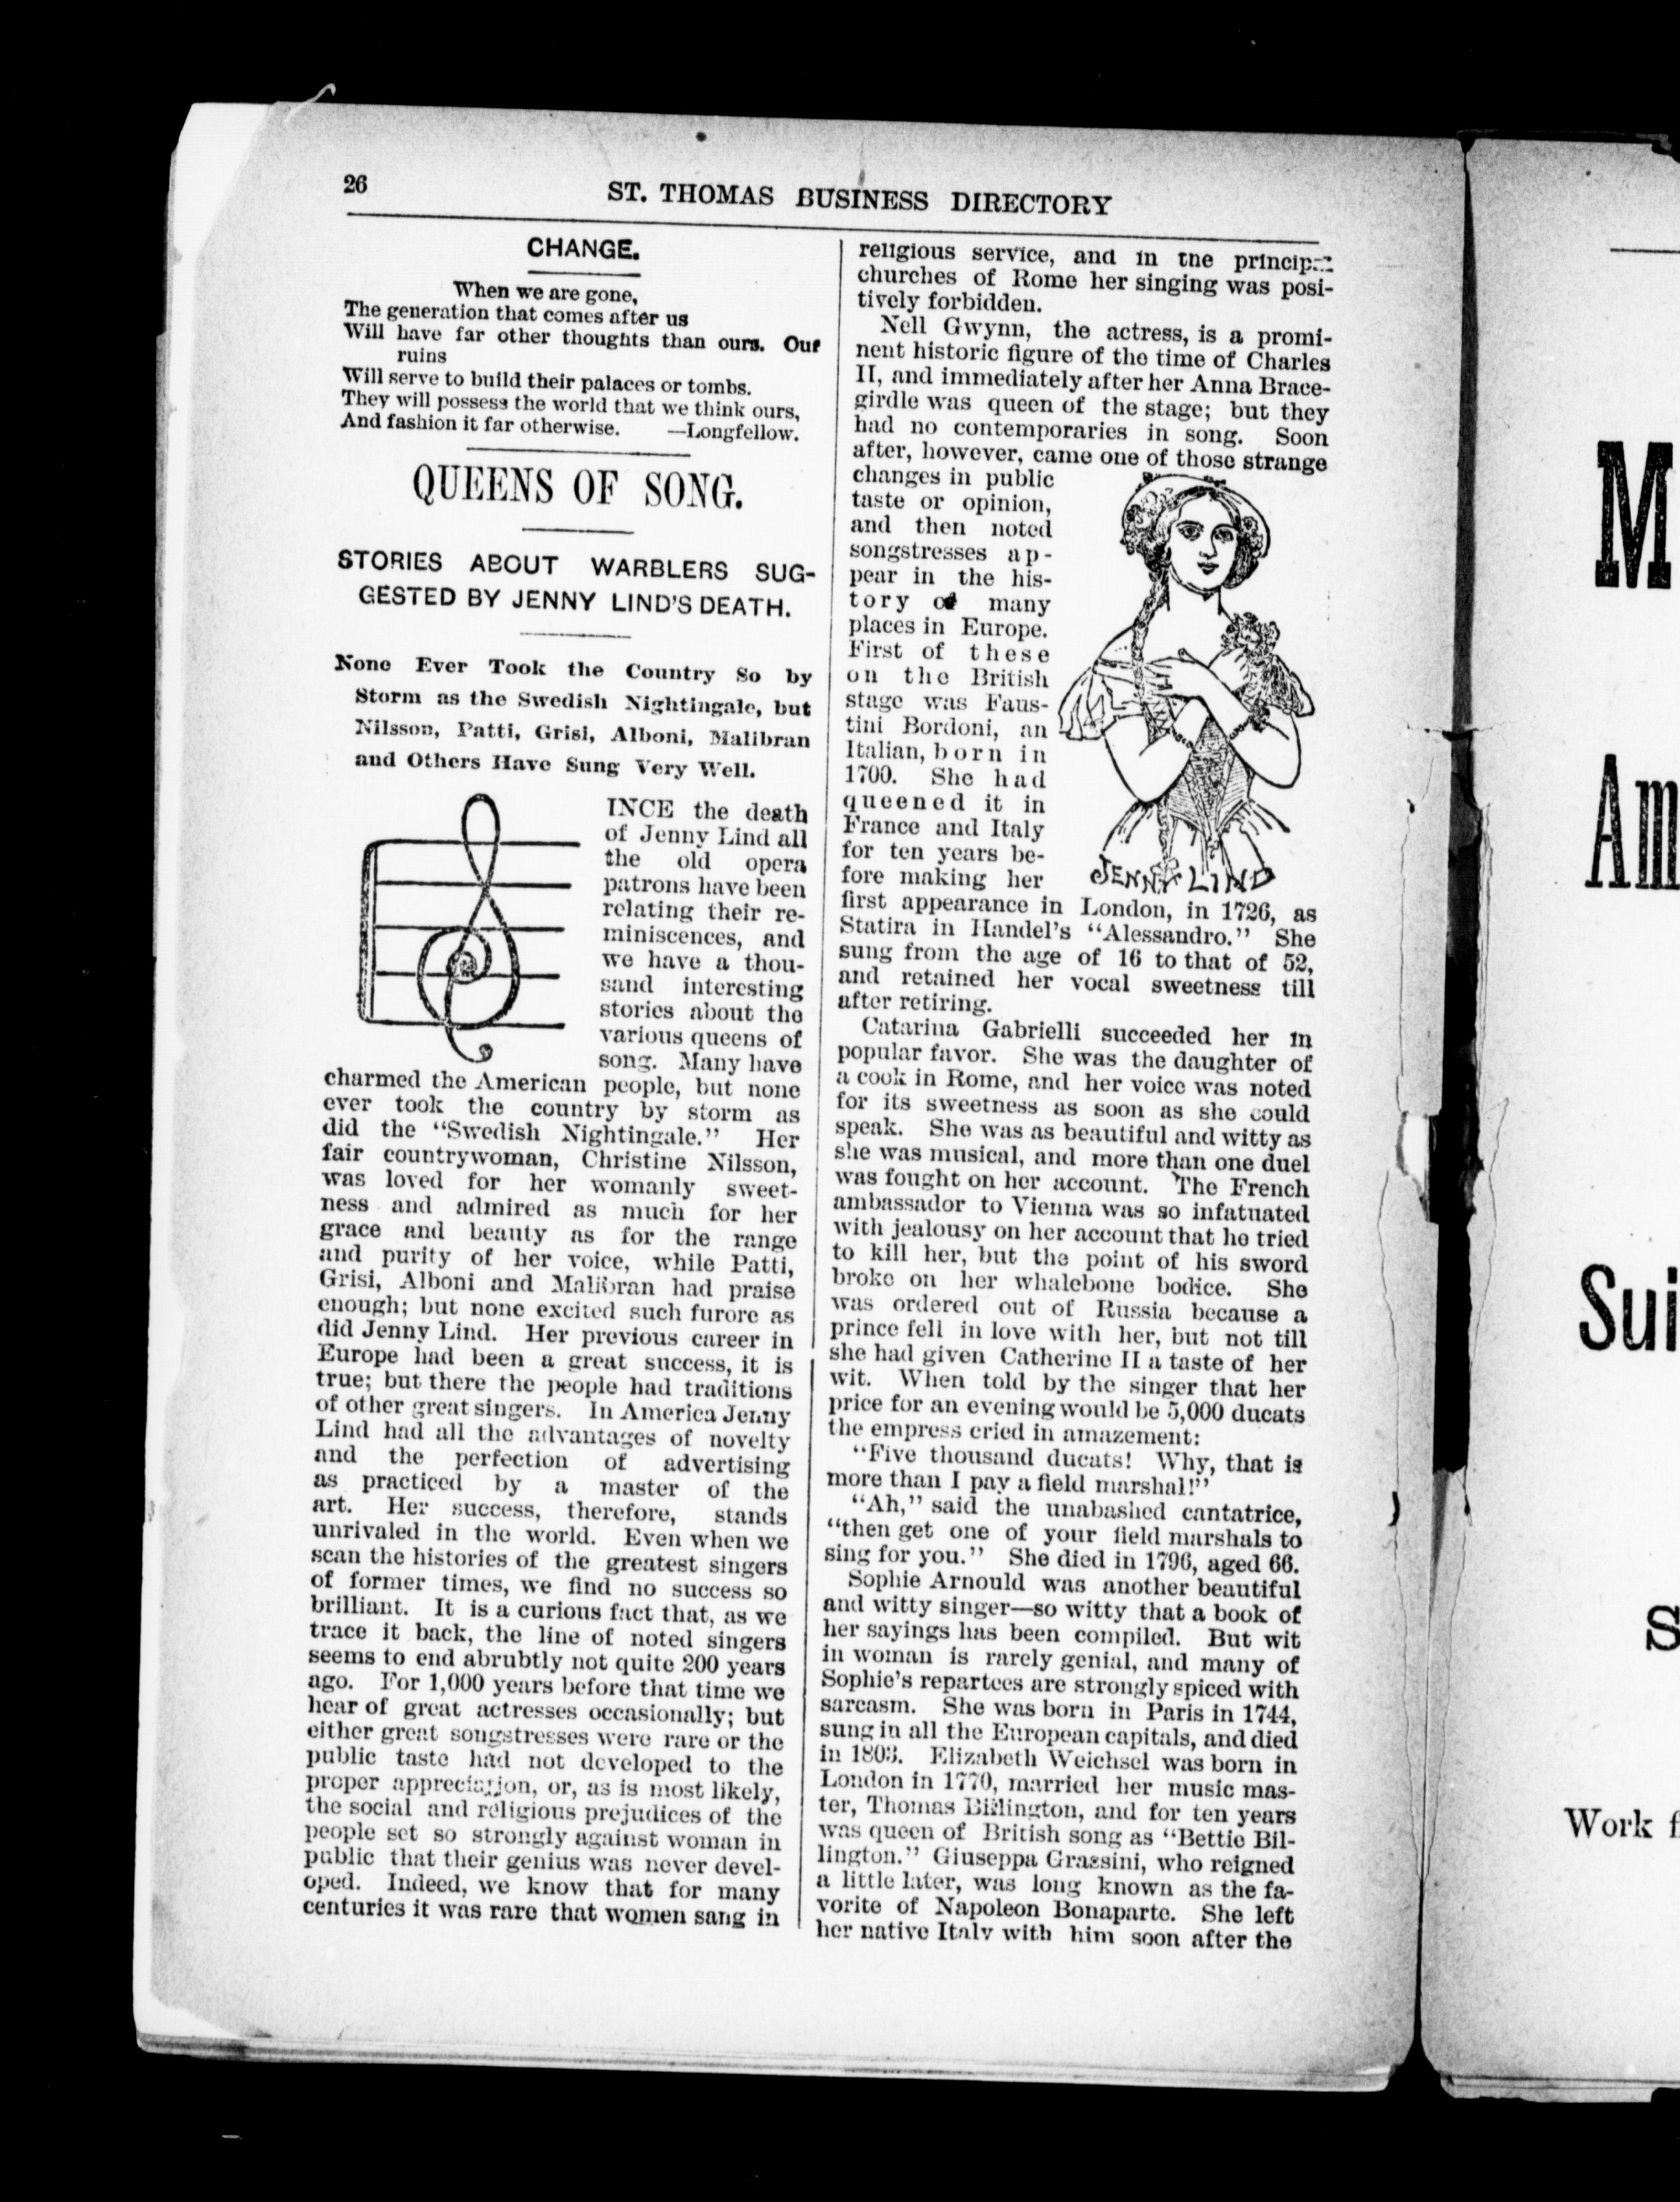 26
ST. THOMAS BUSINESS DIRECTORY
CHANGE.
When we are gone,
The generation that comes after us
Will have far other thoughts than ours. Our
ruins
Will serve to build their palaces or tombs.
They will possess the world that we think ours,
And fashion it far otherwise. —Longfellow.
QUEENS OF SONG.
STORIES ABOUT WARBLERS SUG-
GESTED BY JENNY LIND'S DEATH.
None Ever Took the Country So by
Storm as the Swedish Nightingale, but
Nilsson, Patti, Grisi, Alboni, Malibran
and Others Have Sung Very Well.
INCE the death
of Jenny Lind all
the old opera
patrons have been
relating their re-
miniscences, and
we have a thou-
sand interesting
stories about the
various queens of
song. Many have
charmed the American people, but none
ever took the country by storm as
did the “Swedish Nightingale.” Her
fair countrywoman, Christine Nilsson,
was loved for her womanly sweet-
ness and admired as much for her
grace and beauty as for the range
and purity of her voice, while Patti,
Grisi, Alboni and Malibran had praise
enough; but none excited such furore as
did Jenny Lind. Her previous career in
Europe had been a great success, it is
true; but there the people had traditions
of other great singers. In America Jenny
Lind had all the advantages of novelty
and the perfection of advertising
as practiced by a master of the
art. Her success, therefore, stands
unrivaled in the world. Even when we
scan the histories of the greatest singers
of former times, we find no success so
brilliant. It is a curious fact that, as we
trace it back, the line of noted singers
seems to end abrubtly not quite 200 years
ago. For 1,000 years before that time we
hear of great actresses occasionally; but
either great songstresses were rare or the
public taste had not developed to the
proper appreciation, or, as is most likely,
the social and religious prejudices of the
people set so strongly against woman in
public that their genius was never devel-
oped. Indeed, we know that for many
centuries it was rare that women sang in
religious service, and in the principal
churches of Rome her singing was posi-
tively forbidden.
Nell Gwynn, the actress, is a promi-
nent historic figure of the time of Charles
II, and immediately after her Anna Brace-
girdle was queen of the stage; but they
had no contemporaries in song. Soon
after, however, came one of those strange
changes in public
taste or opinion,
and then noted
songstresses ap-
pear in the his-
tory of many
places in Europe.
First of these
on the British
stage was Faus-
tini Bordoni, an
Italian, born in
1700. She had
queened it in
France and Italy
for ten years be-
fore making her
JENNY LIND
first appearance in London, in 1726, as
Statira in Handel's “Alessandro.” She
sung from the age of 16 to that of 52,
and retained her vocal sweetness till
after retiring.
Catarina Gabrielli succeeded her in
popular favor. She was the daughter of
a cook in Rome, and her voice was noted
for its sweetness as soon as she could
speak. She was as beautiful and witty as
she was musical, and more than one duel
was fought on her account. The French
ambassador to Vienna was so infatuated
with jealousy on her account that he tried
to kill her, but the point of his sword
broke on her whalebone bodice. She
was ordered out of Russia because a
prince fell in love with her, but not till
she had given Catherine II a taste of her
wit. When told by the singer that her
price for an evening would be 5,000 ducats
the empress cried in amazement:
“Five thousand ducats! Why, that is
more than I pay a field marshal!”
“Ah,” said the unabashed cantatrice,
“then get one of your field marshals to
sing for you.” She died in 1796, aged 66.
Sophie Arnould was another beautiful
and witty singer—so witty that a book of
her sayings has been compiled. But wit
in woman is rarely genial, and many of
Sophie's repartees are strongly spiced with
sarcasm. She was born in Paris in 1744,
sung in all the European capitals, and died
in 1803. Elizabeth Weichsel was born in
London in 1770, married her music mas-
ter, Thomas Billington, and for ten years
was queen of British song as “Bettie Bil-
lington.” Giuseppa Grassini, who reigned
a little later, was long known as the fa-
vorite of Napoleon Bonaparte. She left
her native Italy with him soon after the
M
Am
Sui
S
Work f